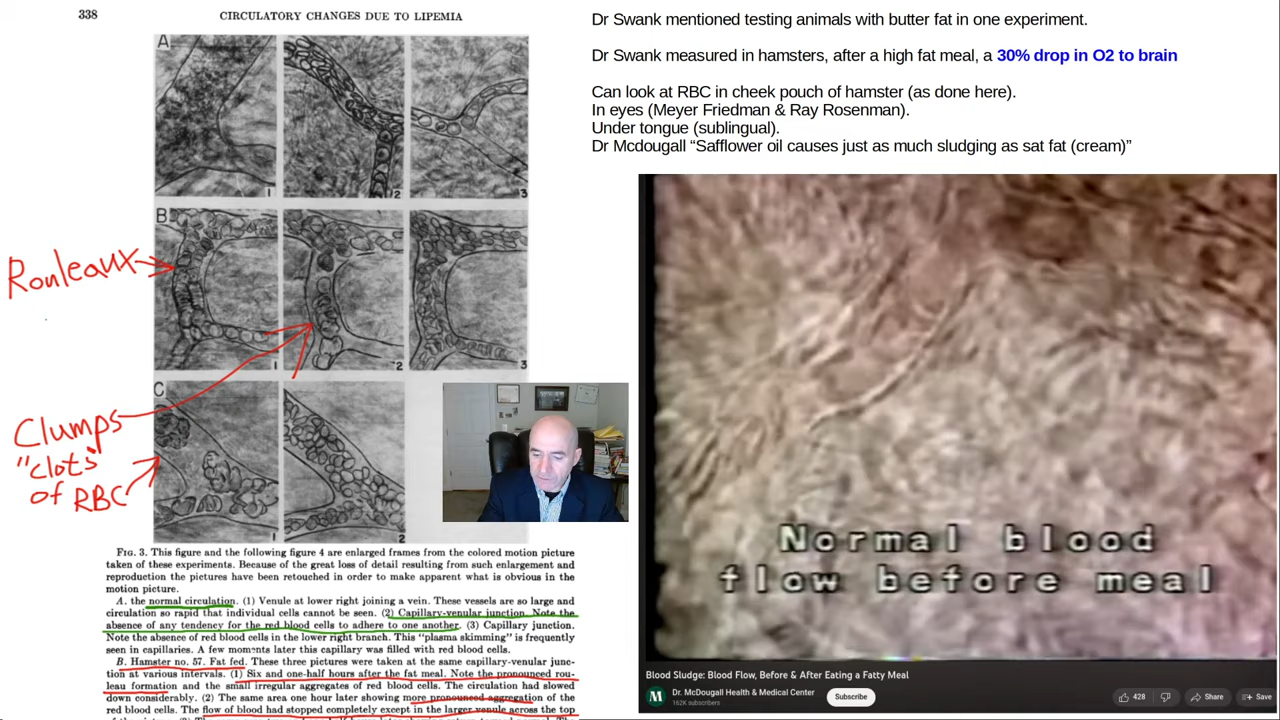 338
CIRCULATORY CHANGES DUE TO LIPEMIA
A
1
2
3
B
1
2
3
C
1
2
Rouleaux
Clumps
"clots"
of RBC
FIG. 3. This figure and the following figure 4 are enlarged frames from the colored motion picture
taken of these experiments. Because of the great loss of detail resulting from such enlargement and
reproduction the pictures have been retouched in order to make apparent what is obvious in the
motion picture.
A. the normal circulation. (1) Venule at lower right joining a vein. These vessels are so large and
circulation so rapid that individual cells cannot be seen. (2) Capillary-venular junction. Note the
absence of any tendency for the red blood cells to adhere to one another. (3) Capillary junction.
Note the absence of red blood cells in the lower right branch. This "plasma skimming" is frequently
seen in capillaries. A few moments later this capillary was filled with red blood cells.
B. Hamster no. 57. Fat fed. These three pictures were taken at the same capillary-venular junc-
tion at various intervals. (1) Six and one-half hours after the fat meal. Note the pronounced rou-
leau formation and the small irregular aggregates of red blood cells. The circulation had slowed
down considerably. (2) The same area one hour later showing more pronounced aggregation of the
red blood cells. The flow of blood had stopped completely except in the larger venule across the top
Dr Swank mentioned testing animals with butter fat in one experiment.
Dr Swank measured in hamsters, after a high fat meal, a 30% drop in O2 to brain
Can look at RBC in cheek pouch of hamster (as done here).
In eyes (Meyer Friedman & Ray Rosenman).
Under tongue (sublingual).
Dr Mcdougall “Safflower oil causes just as much sludging as sat fat (cream)”
Normal blood
flow before meal
Blood Sludge: Blood Flow, Before & After Eating a Fatty Meal
M
Dr. McDougall Health & Medical Center
162K subscribers
Subscribe
428
Share
Save